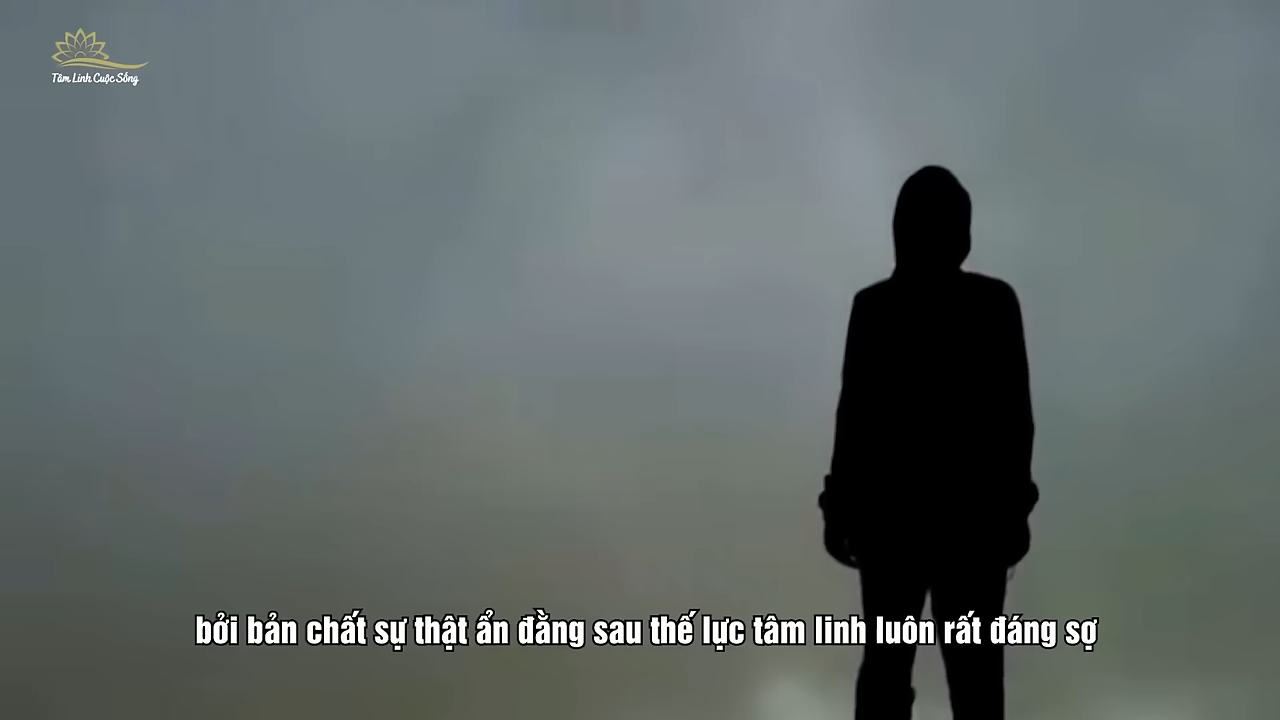 Tâm Linh Cuộc Sống
bởi bản chất sự thật ẩn đằng sau thế lực tâm linh luôn rất đáng sợ